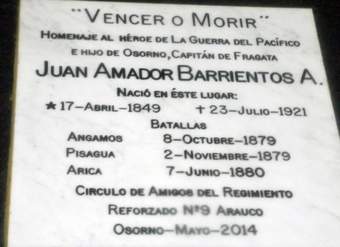 "VENCER O MORIR"
HOMENAJE AL HÉROE DE LA GUERRA DEL PACÍFICO
E HIJO DE OSORNO, CAPITÁN DE FRAGATA
JUAN AMADOR BARRIENTOS A.
NACIÓ EN ÉSTE LUGAR:
★ 17-ABRIL-1849 † 23-JULIO-1921
BATALLAS
ANGAMOS 8-OCTUBRE-1879
PISAGUA 2-NOVIEMBRE-1879
ARICA 7-JUNIO-1880
CIRCULO DE AMIGOS DEL REGIMIENTO
REFORZADO Nº9 ARAUCO
OSORNO-MAYO-2014